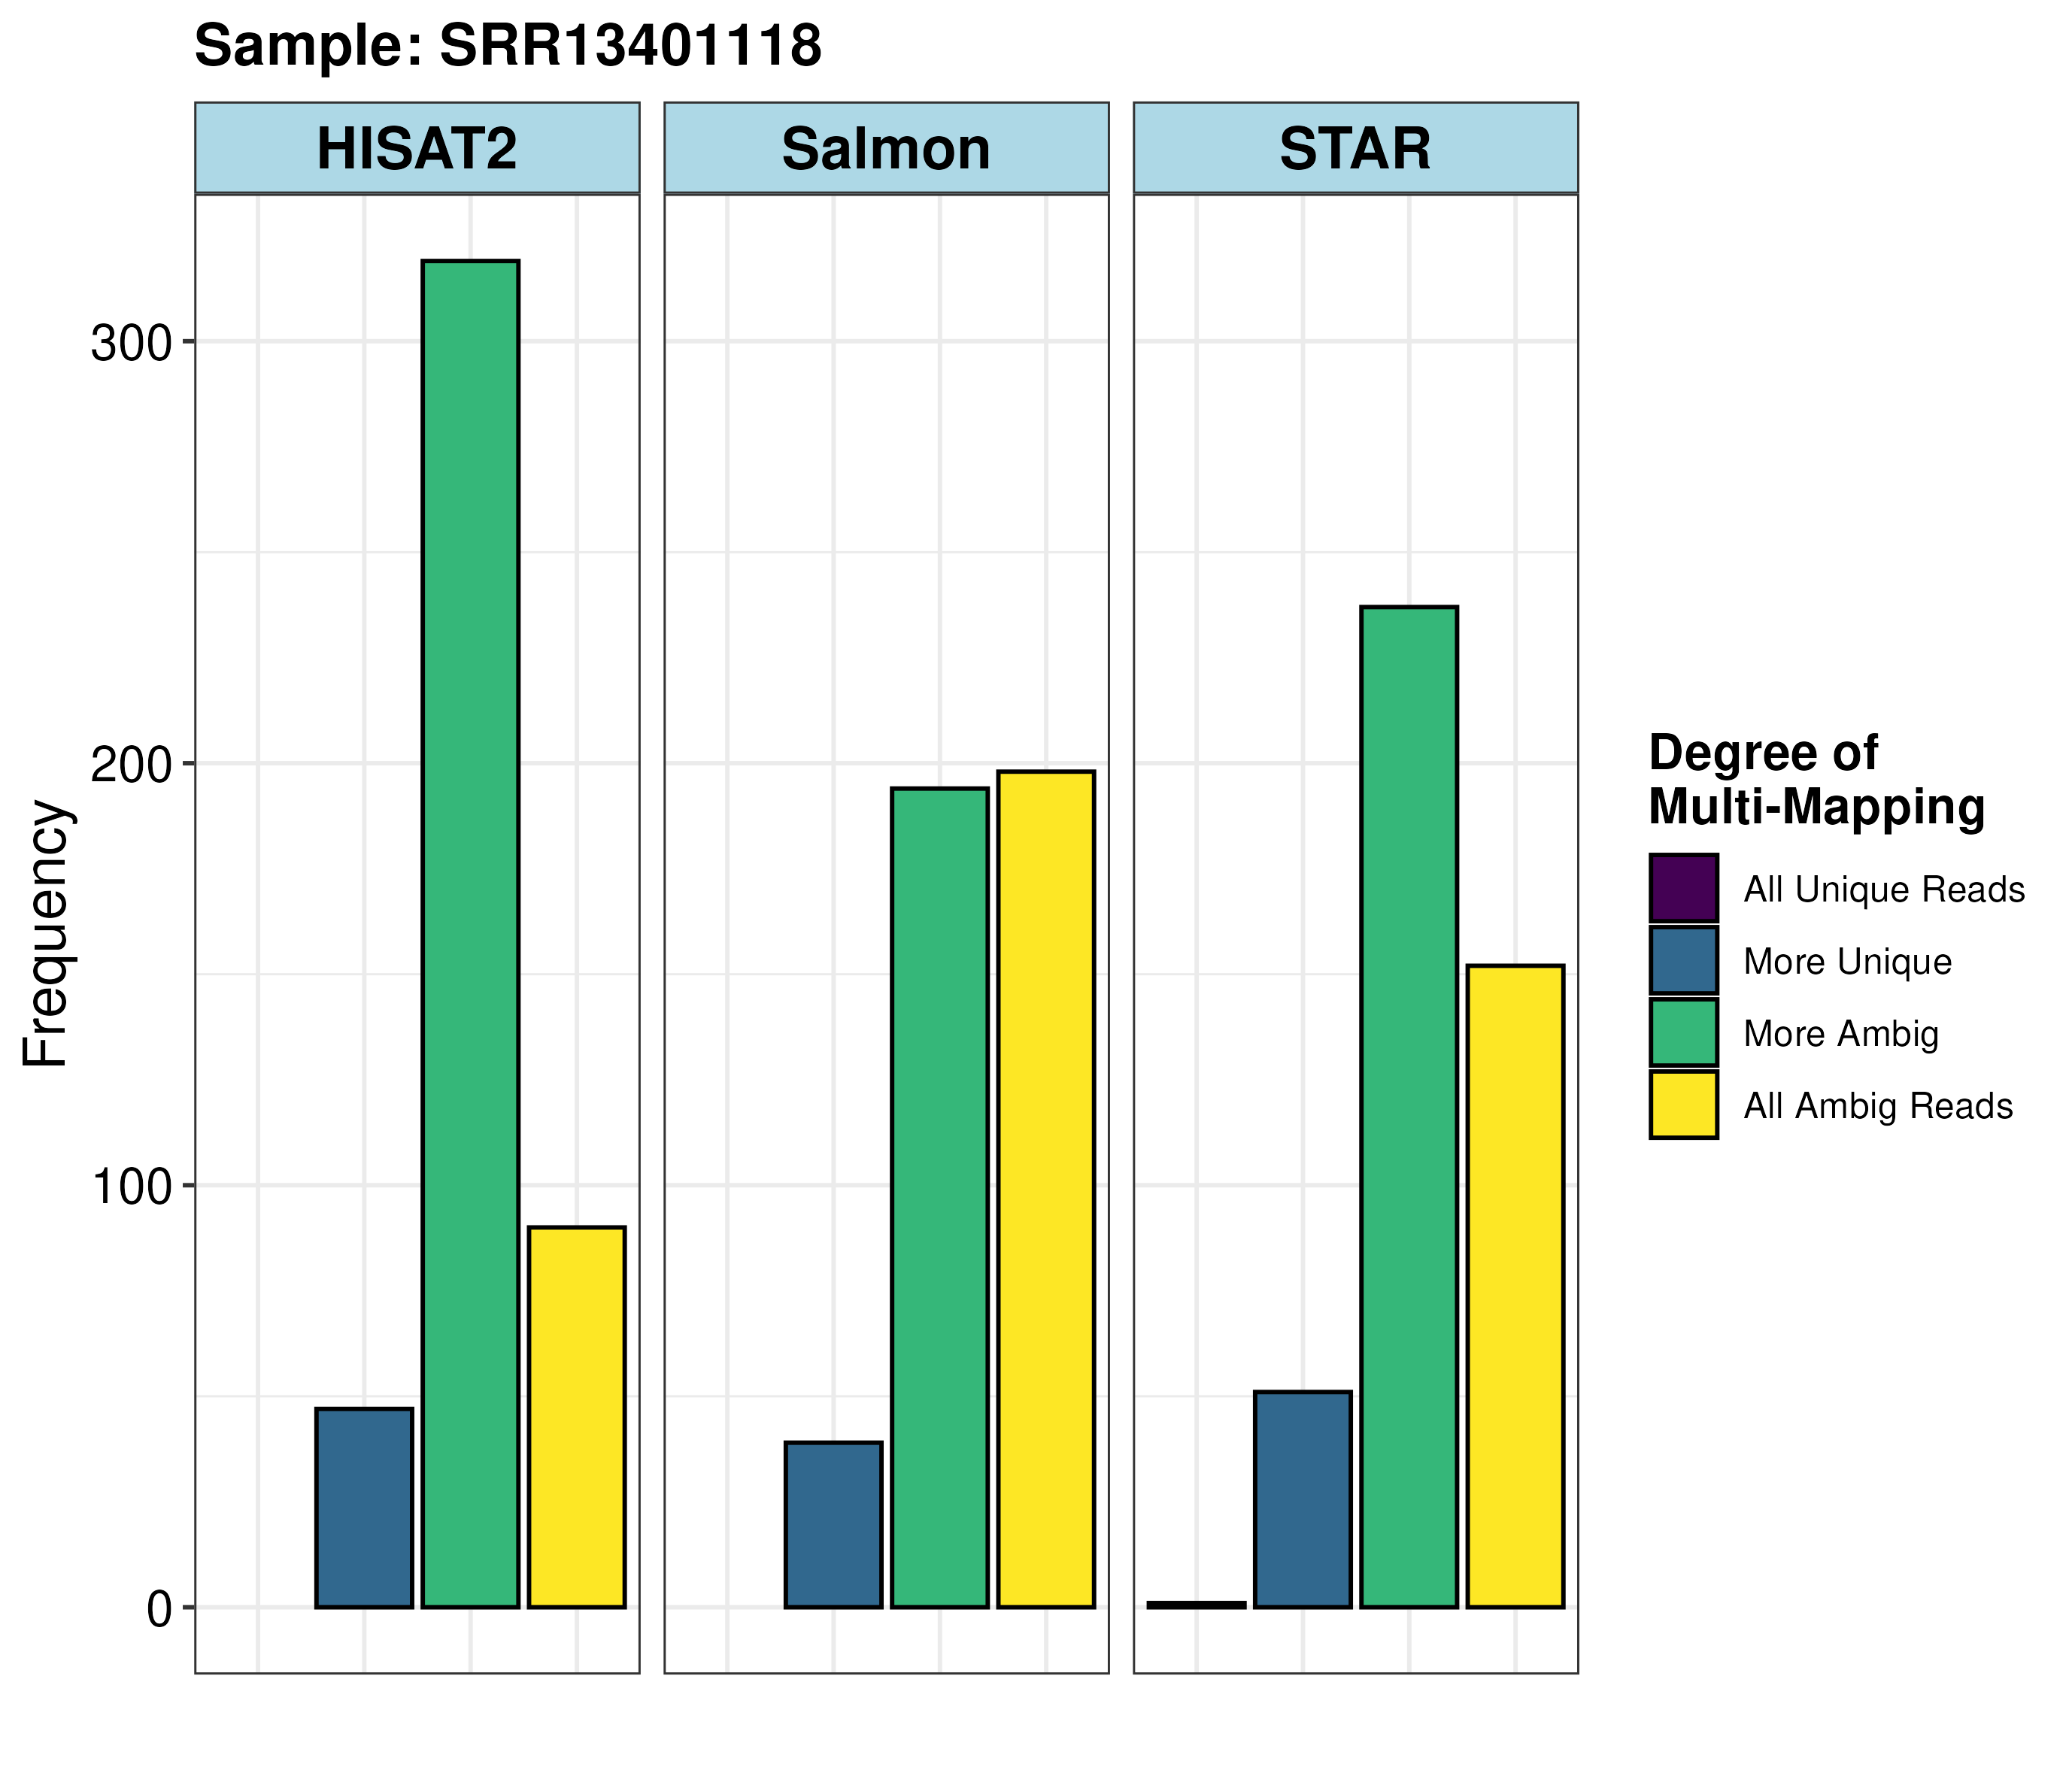 Sample: SRR13401118
HISAT2
Salmon
STAR
300
200
100
0
Frequency
Degree of
Multi-Mapping
All Unique Reads
More Unique
More Ambig
All Ambig Reads